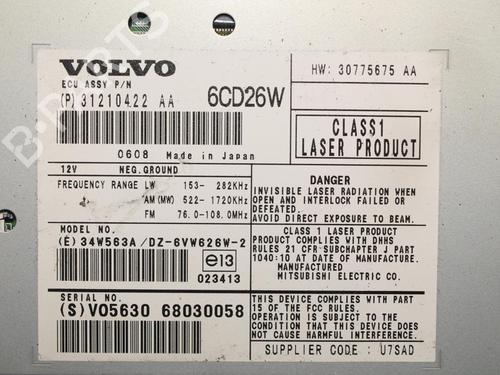 VOLVO
ECU ASSY P/N
(P) 31210422 AA
6CD26W
HW: 30775675 AA
CLASS1
LASER PRODUCT
0608 Made in Japan
12V NEG.GROUND
FREQUENCY RANGE LW 153- 282KHz
AM (MW) 522- 1720KHz
FM 76.0-108.0MHz
DANGER
INVISIBLE LASER RADIATION WHEN
OPEN AND INTERLOCK FAILED OR
DEFEATED.
AVOID DIRECT EXPOSURE TO BEAM.
MODEL NO.
(E) 34W563A /DZ-6VW626W-2
e13
023413
CLASS 1 LASER PRODUCT
PRODUCT COMPLIES WITH DHHS
RULES 21 CFR SUBCHAPTER J PART
1040:10 AT DATE OF MANUFACTURE.
MANUFACTURED
MITSUBISHI ELECTRIC CO.
SERIAL NO.
(S) VO5630 68030058
THIS DEVICE COMPLIES WITH PART
15 OF THE FCC RULES.
OPERATION IS SUBJECT TO THE
CONDITION THAT THIS DEVICE DOES
NOT CAUSE HARMFUL INTERFERENCE.
SUPPLIER CODE : U7SAD
B-PARTS